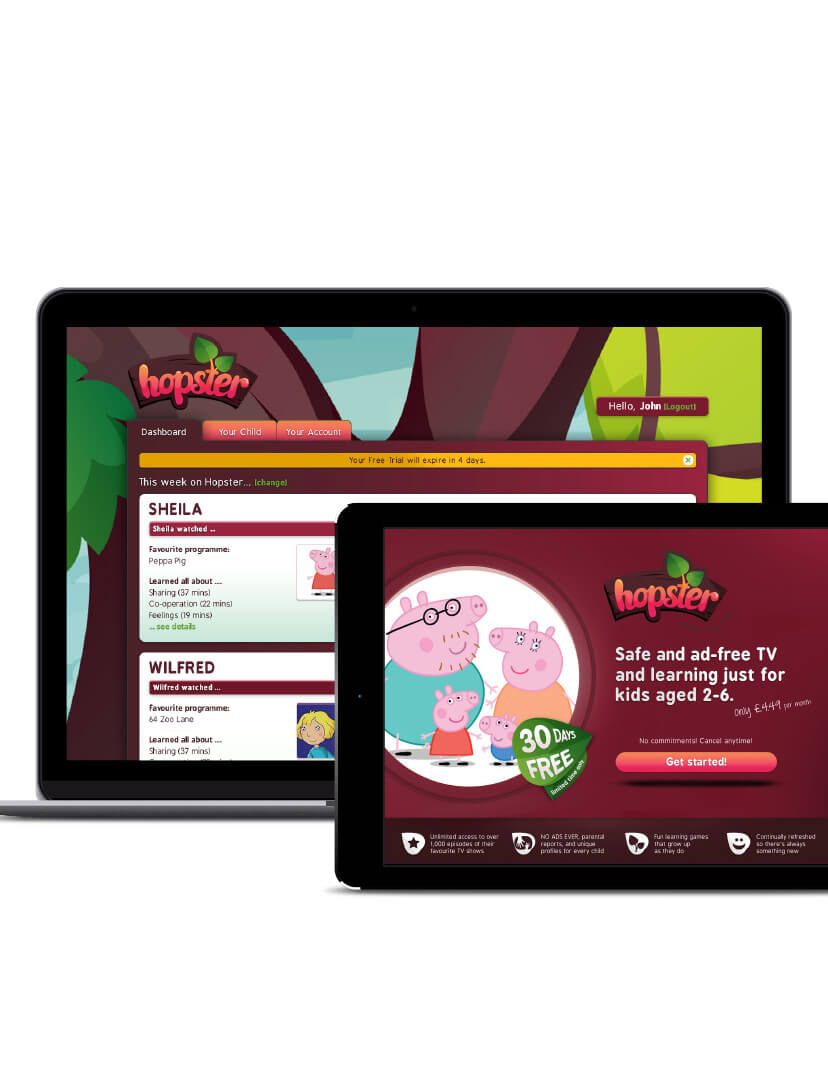 hopster
Hello, John (Logout)
Dashboard
Your Child
Your Account
Your Free Trial will expire in 4 days.
This week on Hopster... (change)
SHEILA
Sheila watched ...
Favourite programme:
Peppa Pig
Learned all about ....
Sharing (37 mins)
Co-operation (22 mins)
Feelings (19 mins)
... see details
WILFRED
Wilfred watched ...
Favourite programme:
64 Zoo Lane
Learned all about ....
Sharing (37 mins)
hopster
Safe and ad-free TV
and learning just for
kids aged 2-6.
only £4.49 per month
30 DAYS
FREE
limited time only
No commitments! Cancel anytime!
Get started!
Unlimited access to over
1,000 episodes of their
favourite TV shows
NO ADS EVER, parental
reports, and unique
profiles for every child
Fun learning games
that grow up
as they do
Continually refreshed
so there's always
something new